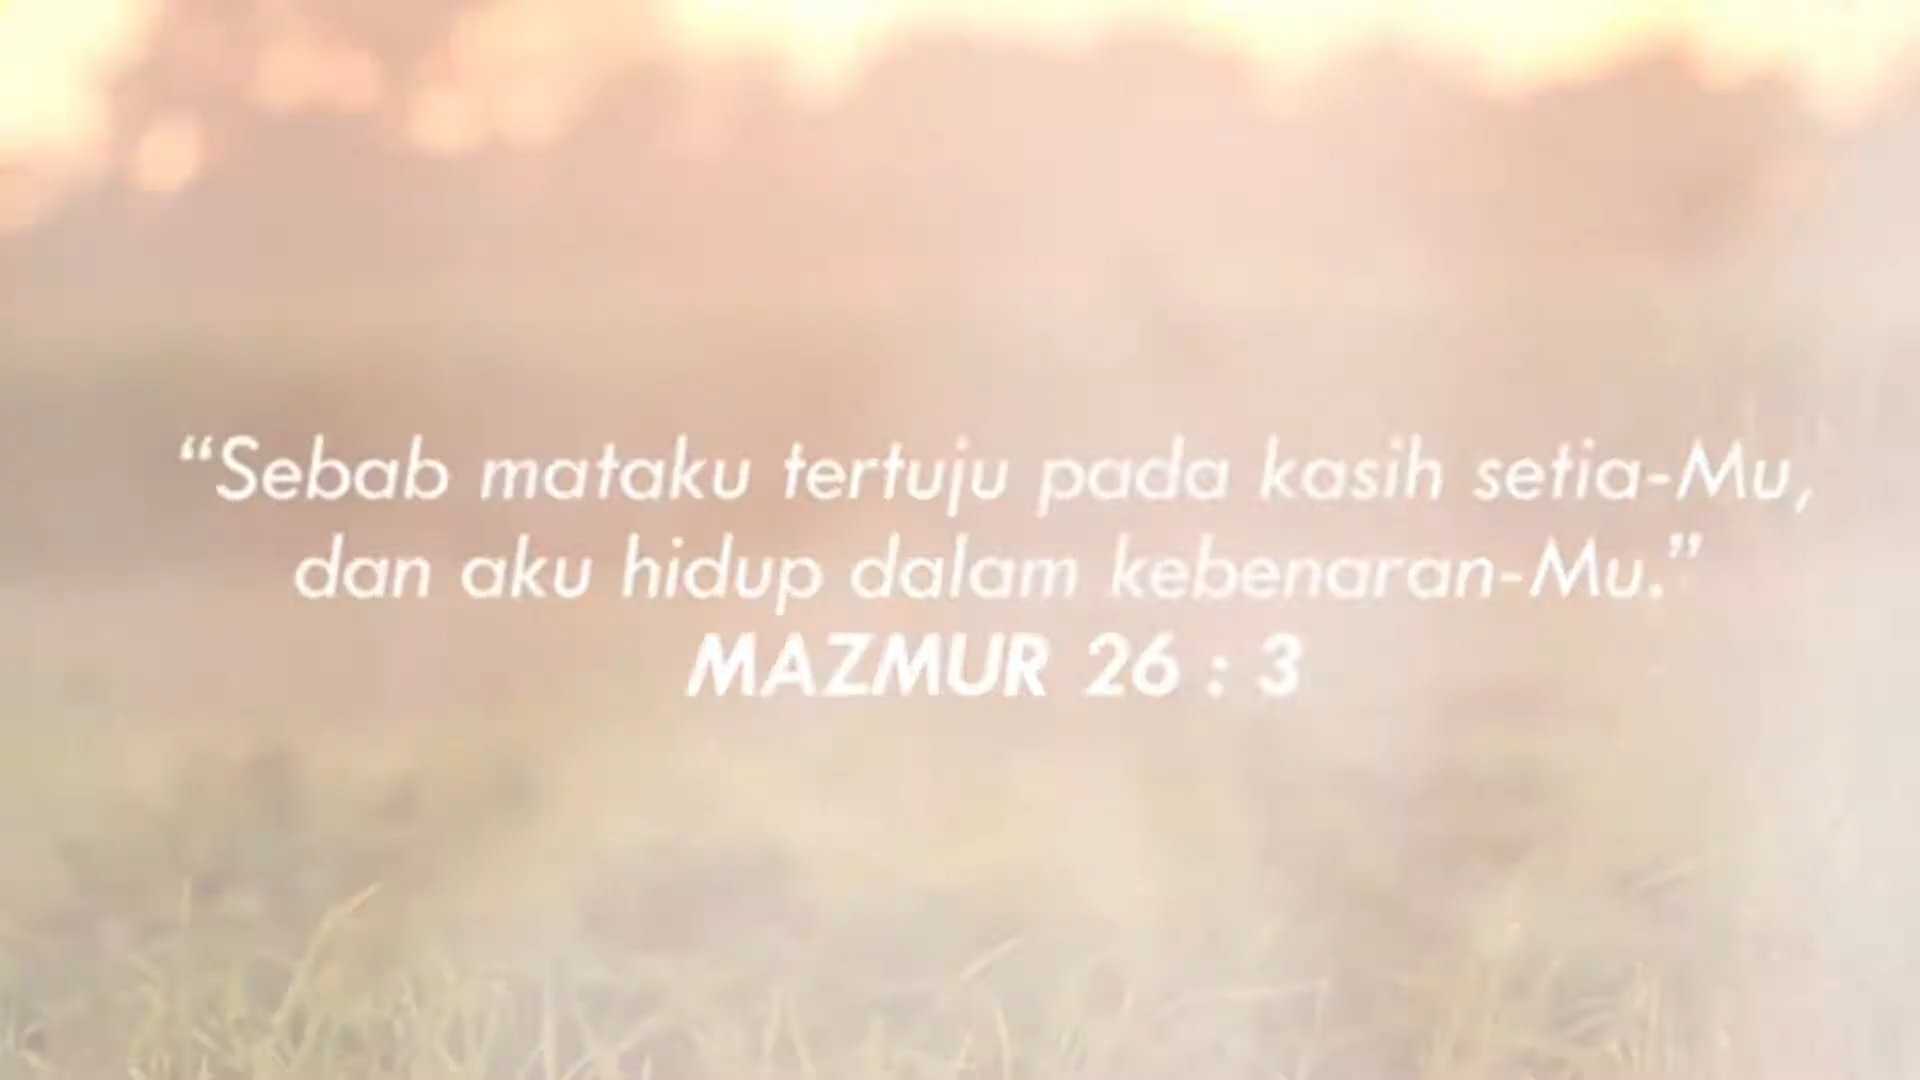 “Sebab mataku tertuju pada kasih setia-Mu,
dan aku hidup dalam kebenaran-Mu.”
MAZMUR 26 : 3